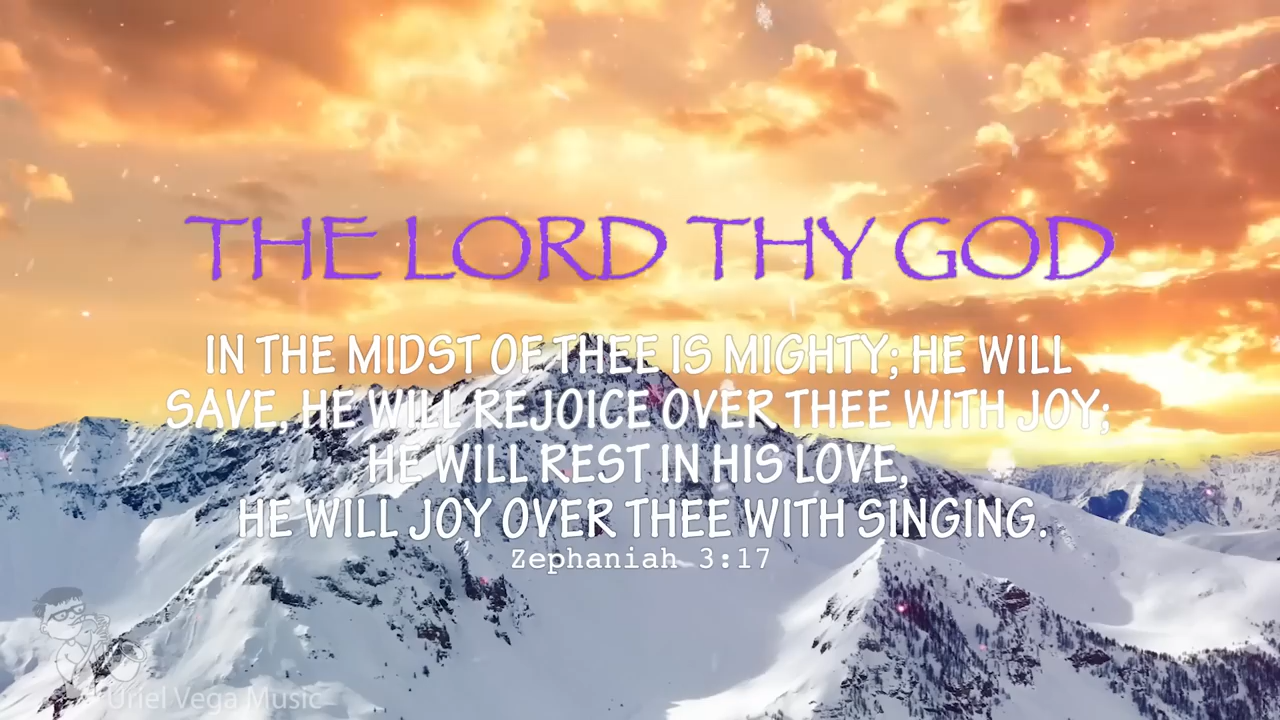 THE LORD THY GOD
IN THE MIDST OF THEE IS MIGHTY; HE WILL
SAVE, HE WILL REJOICE OVER THEE WITH JOY;
HE WILL REST IN HIS LOVE,
HE WILL JOY OVER THEE WITH SINGING.
Zephaniah 3:17
Uriel Vega Music